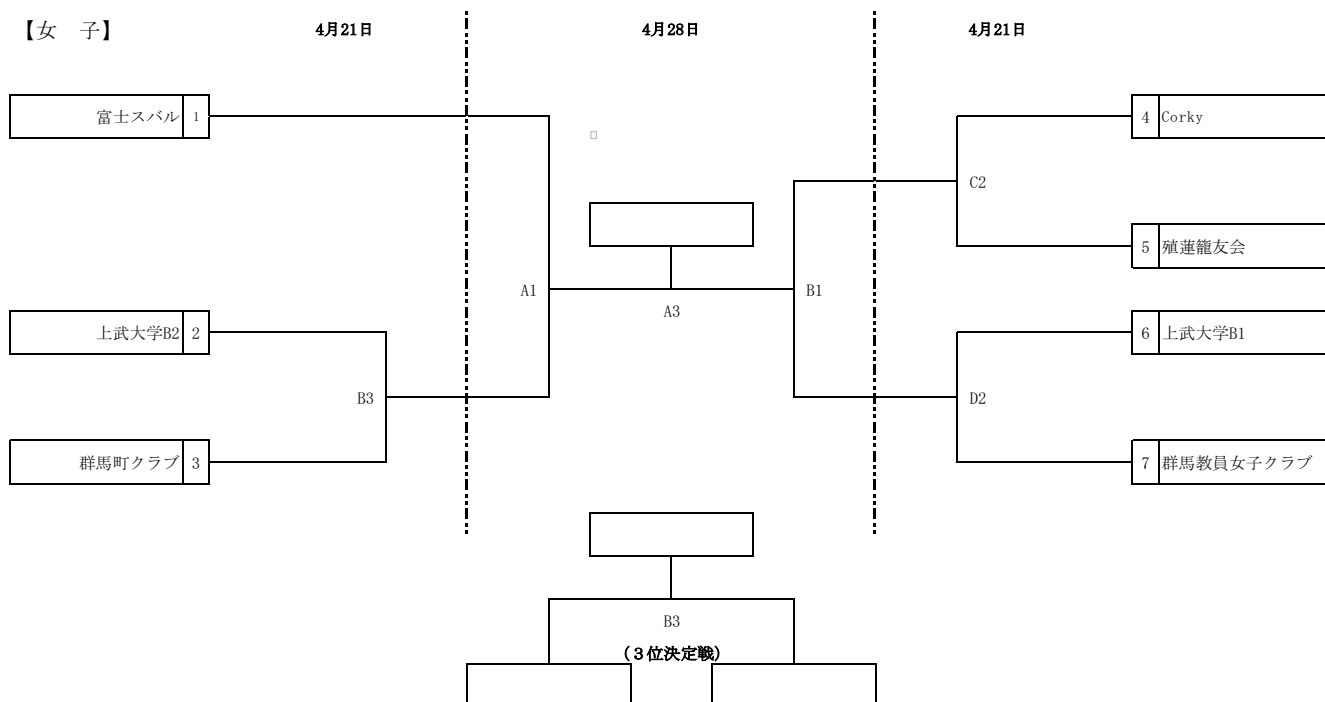 【女　子】 4月21日 4月28日 4月21日
富士スバル 1
4 Corky
C2
5 殖蓮籠友会
A1
B1
A3
上武大学B2 2
6 上武大学B1
B3
D2
群馬町クラブ 3
7 群馬教員女子クラブ
B3
(３位決定戦)